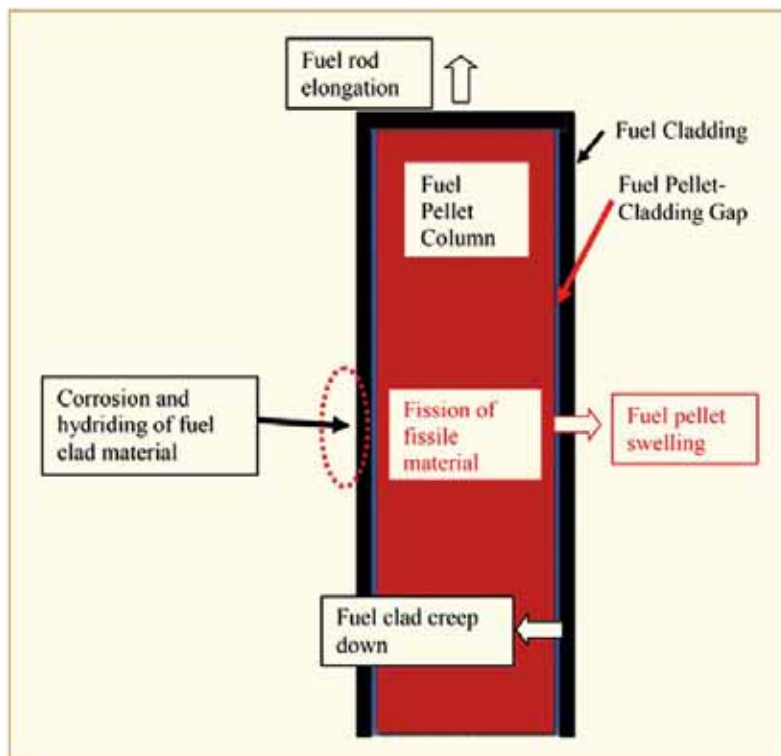 Fuel rod
elongation
Fuel Cladding
Fuel Pellet-
Cladding Gap
Fuel
Pellet
Column
Corrosion and
hydriding of fuel
clad material
Fission of
fissile
material
Fuel pellet
swelling
Fuel clad creep
down